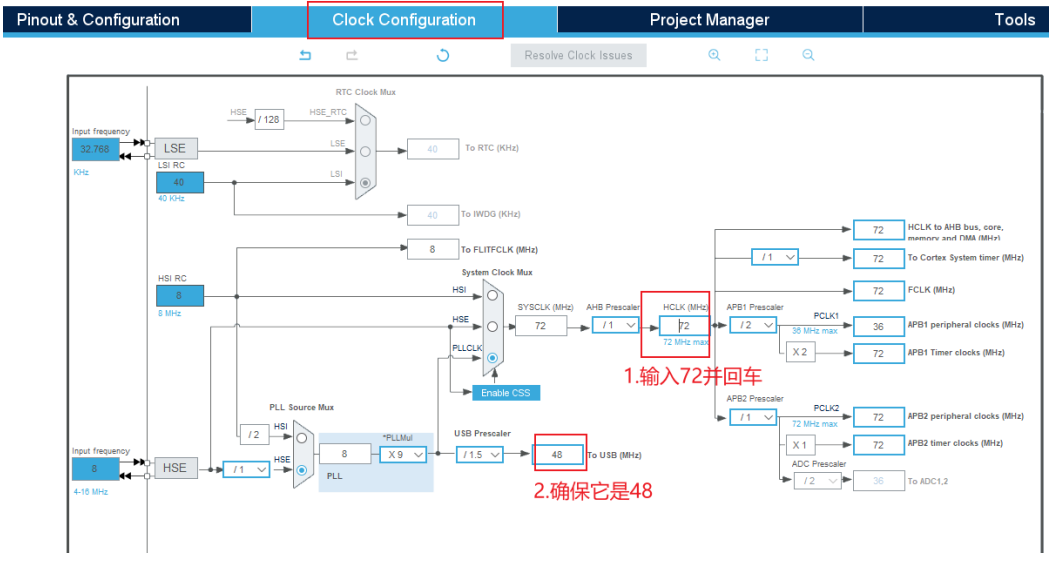 Pinout & Configuration
Clock Configuration
Project Manager
Tools
Resolve Clock Issues
RTC Clock Mux
HSE
/ 128
HSE_RTC
Input frequency
32.768
KHz
LSE
LSE
40
To RTC (KHz)
LSI RC
40
40 KHz
LSI
40
To IWDG (KHz)
8
To FLITFCLK (MHz)
HSI RC
8
8 MHz
System Clock Mux
HSI
HSE
PLLCLK
SYSCLK (MHz)
72
AHB Prescaler
/ 1
HCLK (MHz)
72
72 MHz max
72
HCLK to AHB bus, core,
memory and DMA (MHz)
/ 1
72
To Cortex System timer (MHz)
72
FCLK (MHz)
APB1 Prescaler
/ 2
PCLK1
36 MHz max
36
APB1 peripheral clocks (MHz)
X 2
72
APB1 Timer clocks (MHz)
1.输入72并回车
Enable CSS
APB2 Prescaler
/ 1
PCLK2
72 MHz max
72
APB2 peripheral clocks (MHz)
X 1
72
APB2 timer clocks (MHz)
ADC Prescaler
/ 2
36
To ADC1,2
PLL Source Mux
/ 2
HSI
HSE
Input frequency
8
4-16 MHz
HSE
/ 1
8
*PLLMul
X 9
PLL
USB Prescaler
/ 1.5
48
To USB (MHz)
2.确保它是48